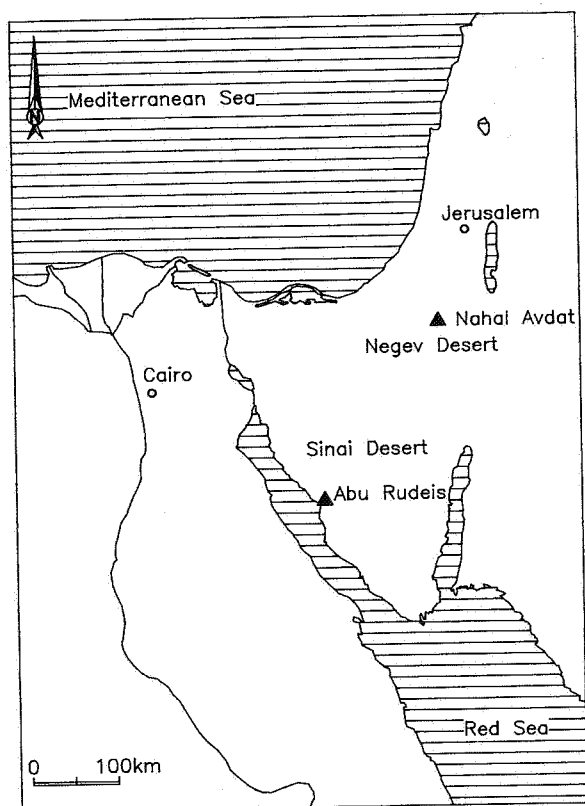 N
Mediterranean Sea
Jerusalem
Nahal Avdat
Negev Desert
Cairo
Sinai Desert
Abu Rudeis
Red Sea
0 100km